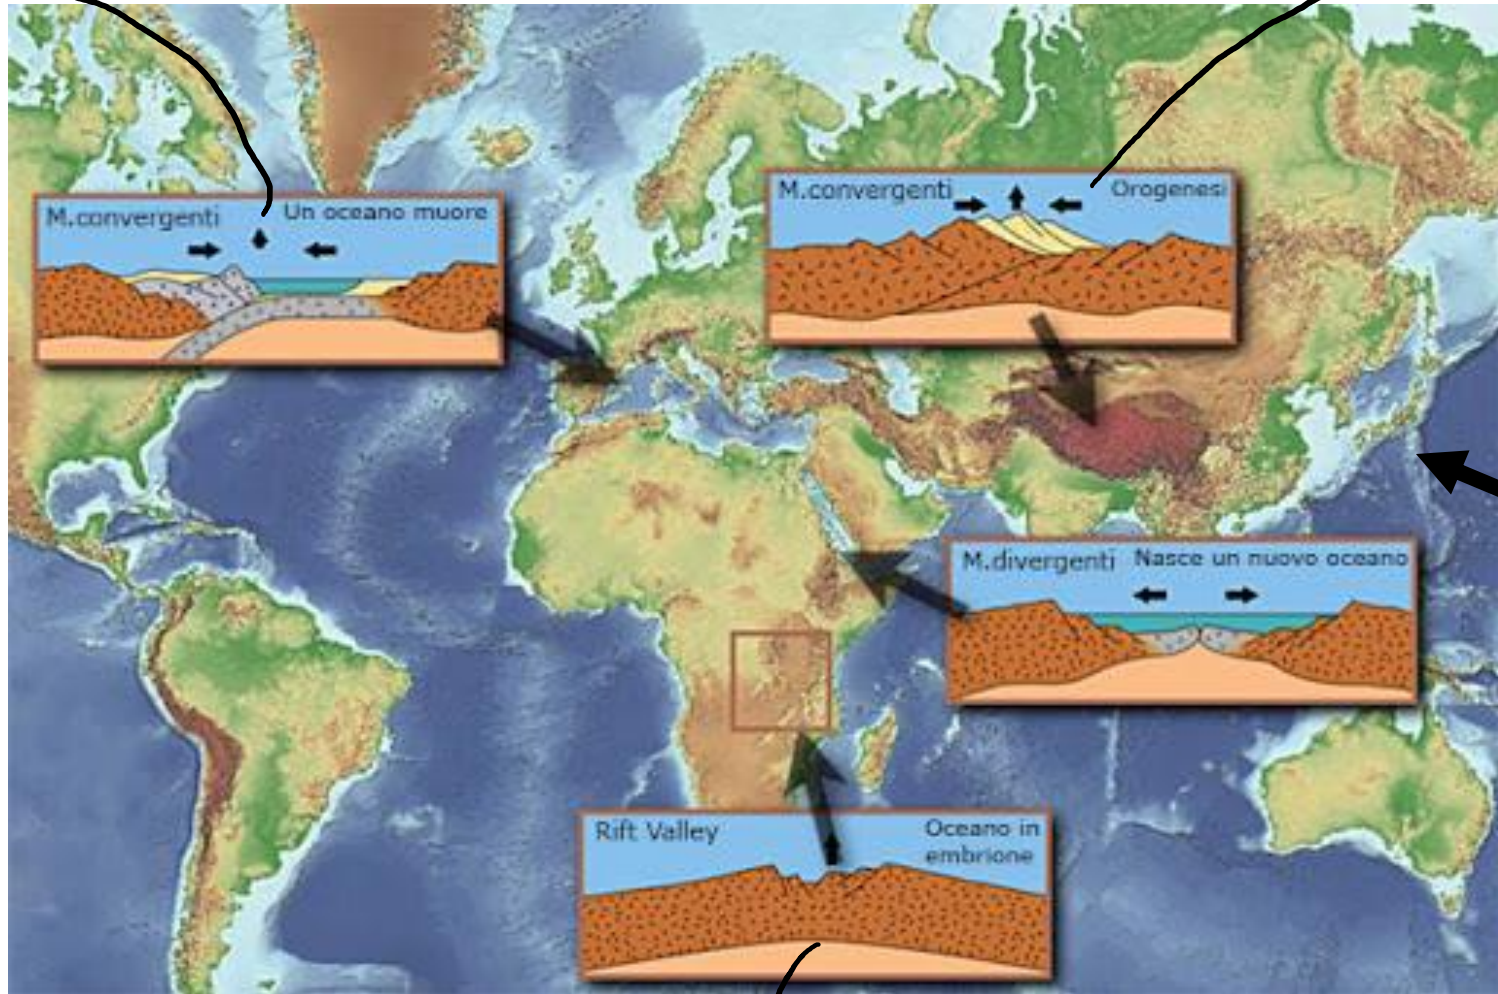 M.convergenti
Un oceano muore
M.convergenti
Orogenesi
M.divergenti
Nasce un nuovo oceano
Rift Valley
Oceano in
embrione